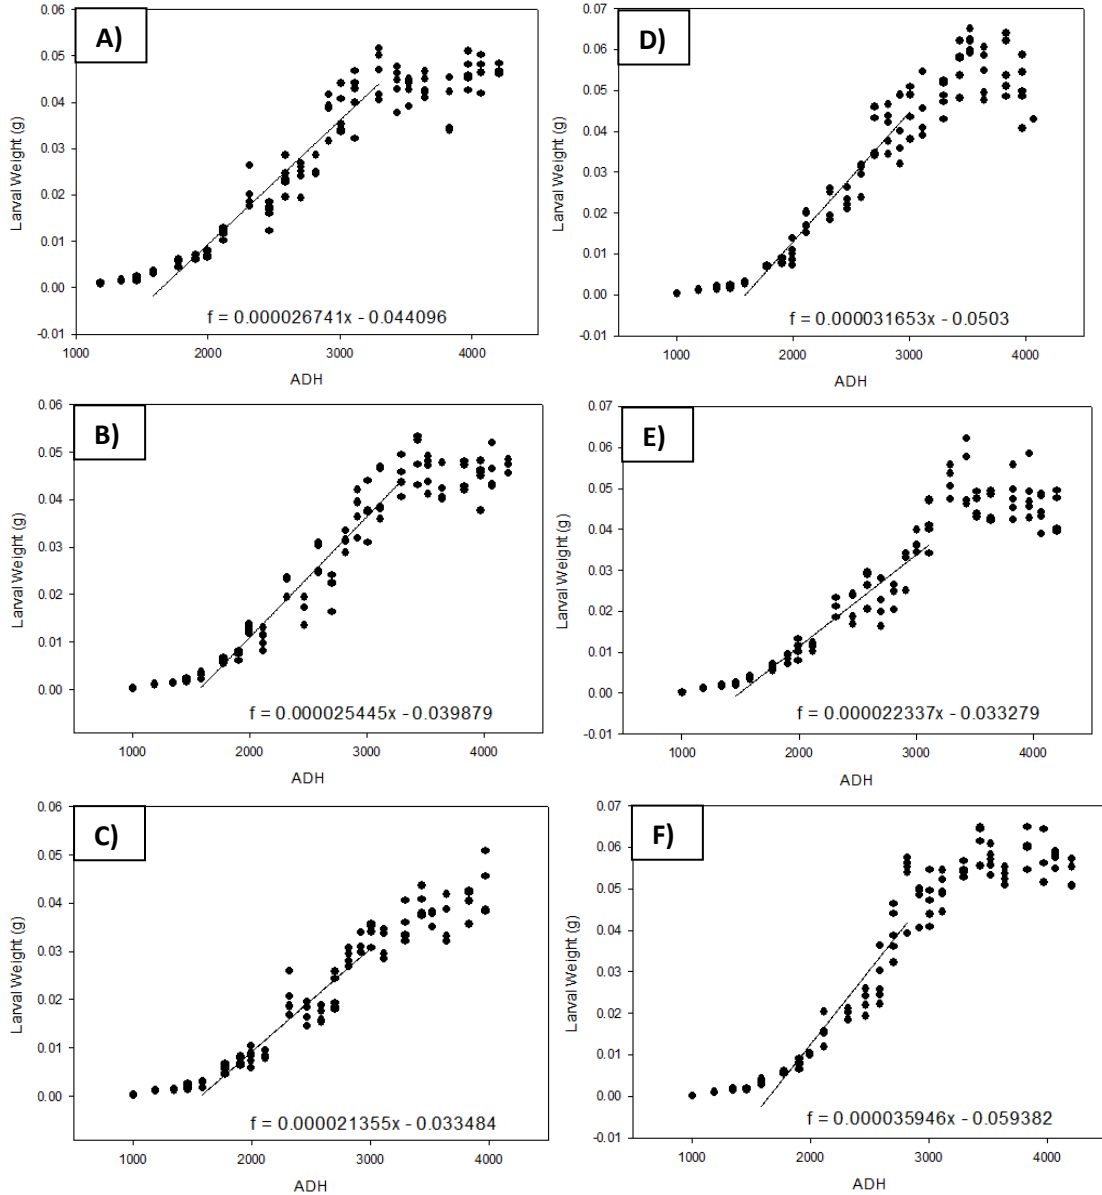 A)
0.06
0.05
0.04
0.03
0.02
0.01
0.00
-0.01
Larval Weight (g)
f = 0.000026741x - 0.044096
1000 2000 3000 4000
ADH
D)
0.07
0.06
0.05
0.04
0.03
0.02
0.01
0.00
-0.01
Larval Weight (g)
f = 0.000031653x - 0.0503
1000 2000 3000 4000
ADH
B)
0.06
0.05
0.04
0.03
0.02
0.01
0.00
Larval Weight (g)
f = 0.000025445x - 0.039879
1000 2000 3000 4000
ADH
E)
0.07
0.06
0.05
0.04
0.03
0.02
0.01
0.00
-0.01
Larval Weight (g)
f = 0.000022337x - 0.033279
1000 2000 3000 4000
ADH
C)
0.06
0.05
0.04
0.03
0.02
0.01
0.00
Larval Weight (g)
f = 0.000021355x - 0.033484
1000 2000 3000 4000
ADH
F)
0.07
0.06
0.05
0.04
0.03
0.02
0.01
0.00
-0.01
Larval Weight (g)
f = 0.000035946x - 0.059382
1000 2000 3000 4000
ADH